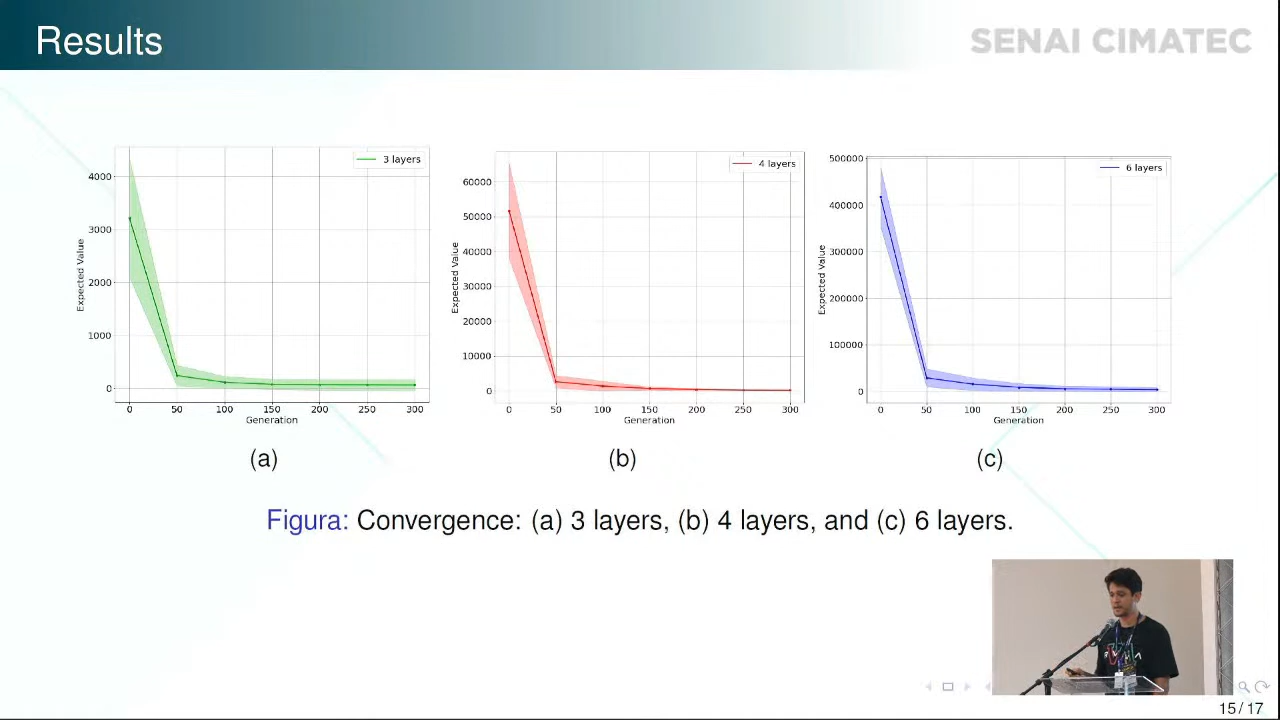 Results
SENAI CIMATEC
3 layers
4000
3000
2000
1000
0
Expected Value
0 50 100 150 200 250 300
Generation
(a)
4 layers
60000
50000
40000
30000
20000
10000
0
Expected Value
0 50 100 150 200 250 300
Generation
(b)
6 layers
500000
400000
300000
200000
100000
0
Expected Value
0 50 100 150 200 250 300
Generation
(c)
Figura: Convergence: (a) 3 layers, (b) 4 layers, and (c) 6 layers.
15 / 17